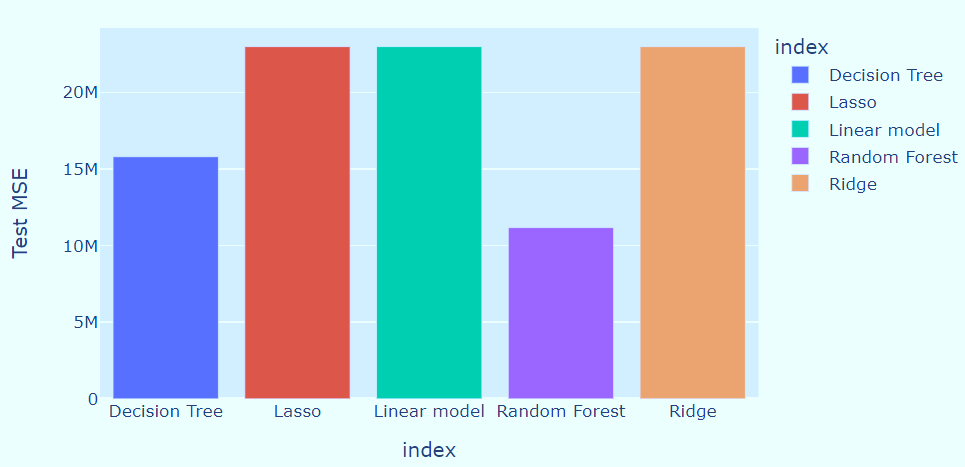 20M
15M
10M
5M
0
Test MSE
Decision Tree
Lasso
Linear model
Random Forest
Ridge
index
index
Decision Tree
Lasso
Linear model
Random Forest
Ridge